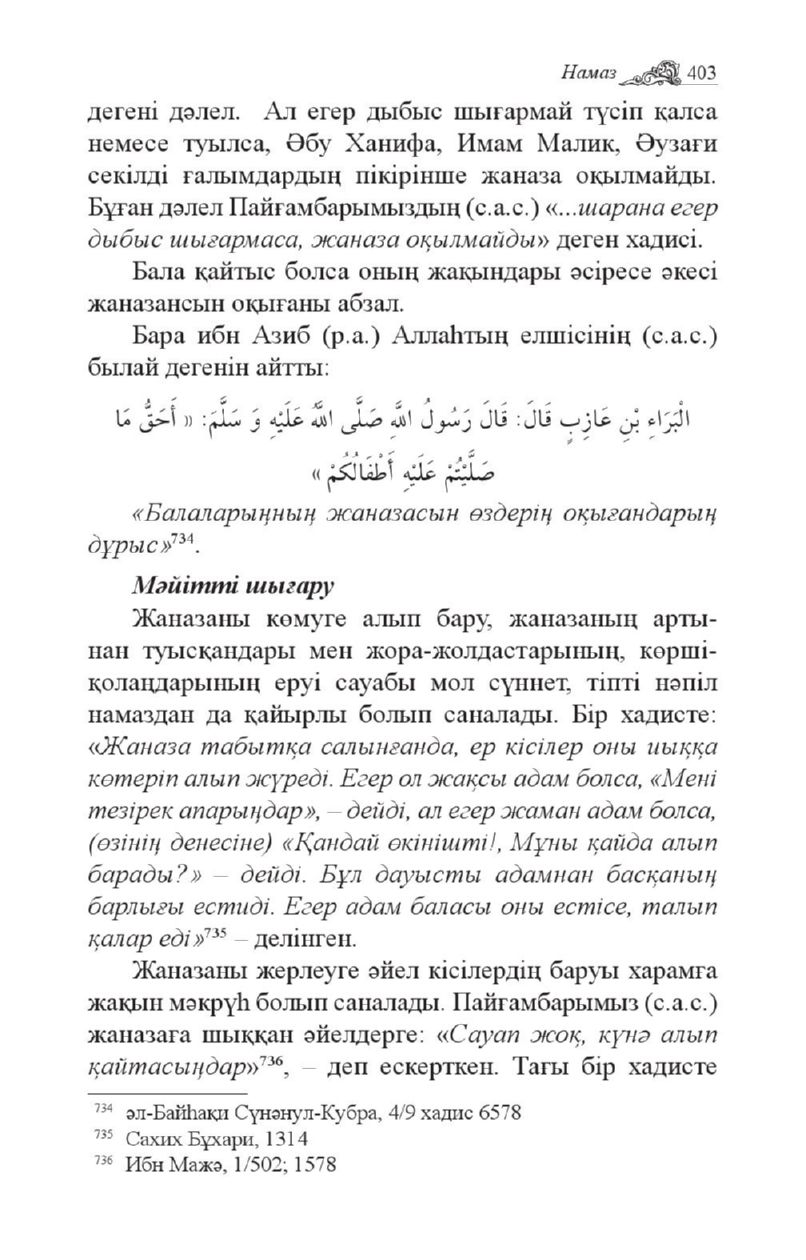 Намаз 403
дегені дәлел. Ал егер дыбыс шығармай түсіп қалса
немесе туылса, Әбу Ханифа, Имам Малик, Әузағи
секілді ғалымдардың пікірінше жаназа оқылмайды.
Бұған дәлел Пайғамбарымыздың (с.а.с.) «...шарана егер
дыбыс шығармаса, жаназа оқылмайды» деген хадисі.
Бала қайтыс болса оның жақындары әсіресе әкесі
жаназансын оқығаны абзал.
Бара ибн Азиб (р.а.) Аллаһтың елшісінің (с.а.с.)
былай дегенін айтты:
الْبَرَاءِ بْنِ عَازِبٍ قَالَ: قَالَ رَسُولُ اللهِ صَلَّى اللهُ عَلَيْهِ وَ سَلَّمَ: « أَحَقُّ مَا
صَلَّيْتُمْ عَلَيْهِ أَطْفَالُكُمْ »
«Балаларыңның жаназасын өздерің оқығандарың
дұрыс»⁷³⁴.
Мәйітті шығару
Жаназаны көмуге алып бару, жаназаның арты-
нан туысқандары мен жора-жолдастарының, көрші-
қолаңдарының еруі сауабы мол сүннет, тіпті нәпіл
намаздан да қайырлы болып саналады. Бір хадисте:
«Жаназа табытқа салынғанда, ер кісілер оны иыққа
көтеріп алып жүреді. Егер ол жақсы адам болса, «Мені
тезірек апарыңдар», – дейді, ал егер жаман адам болса,
(өзінің денесіне) «Қандай өкінішті!, Мұны қайда алып
барады?» – дейді. Бұл дауысты адамнан басқаның
барлығы естиді. Егер адам баласы оны естісе, талып
қалар еді»⁷³⁵ – делінген.
Жаназаны жерлеуге әйел кісілердің баруы харамға
жақын мәкрүһ болып саналады. Пайғамбарымыз (с.а.с.)
жаназаға шыққан әйелдерге: «Сауап жоқ, күнә алып
қайтасыңдар»⁷³⁶, – деп ескерткен. Тағы бір хадисте
⁷³⁴ әл-Байһақи Сүнәнул-Кубра, 4/9 хадис 6578
⁷³⁵ Сахих Бұхари, 1314
⁷³⁶ Ибн Мажә, 1/502; 1578